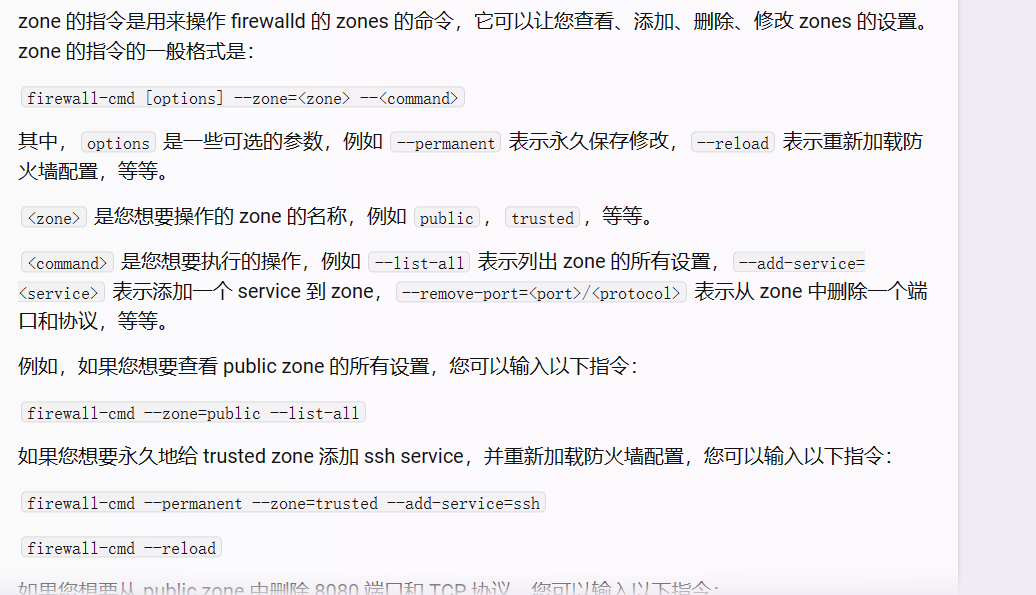 zone 的指令是用来操作 firewalld 的 zones 的命令，它可以让您查看、添加、删除、修改 zones 的设置。
zone 的指令的一般格式是：
firewall-cmd [options] --zone=<zone> --<command>
其中， options 是一些可选的参数，例如 --permanent 表示永久保存修改， --reload 表示重新加载防
火墙配置，等等。
<zone> 是您想要操作的 zone 的名称，例如 public ， trusted ，等等。
<command> 是您想要执行的操作，例如 --list-all 表示列出 zone 的所有设置， --add-service=
<service> 表示添加一个 service 到 zone， --remove-port=<port>/<protocol> 表示从 zone 中删除一个端
口和协议，等等。
例如，如果您想要查看 public zone 的所有设置，您可以输入以下指令：
firewall-cmd --zone=public --list-all
如果您想要永久地给 trusted zone 添加 ssh service，并重新加载防火墙配置，您可以输入以下指令：
firewall-cmd --permanent --zone=trusted --add-service=ssh
firewall-cmd --reload
如果您想要从 public zone 中删除 8080 端口和 TCP 协议，您可以输入以下指令：